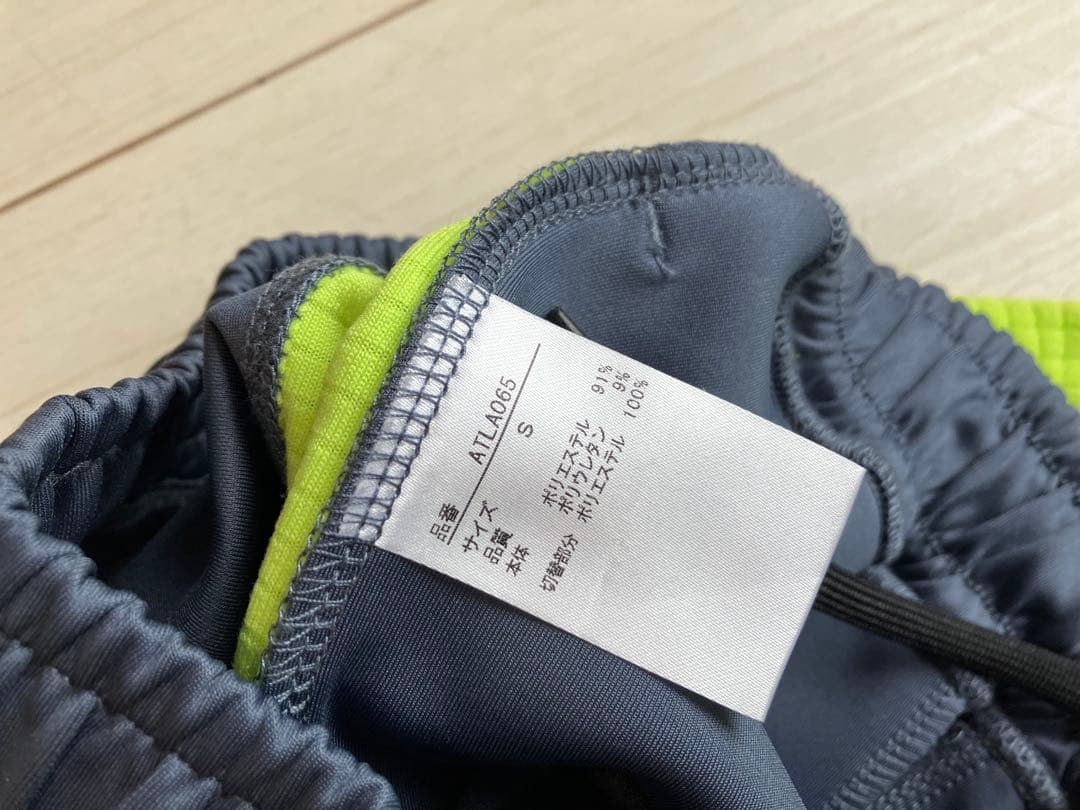 品番 ATLA065
サイズ S
品質
本体 ポリエステル 91%
ポリウレタン 9%
切替部分 ポリエステル 100%